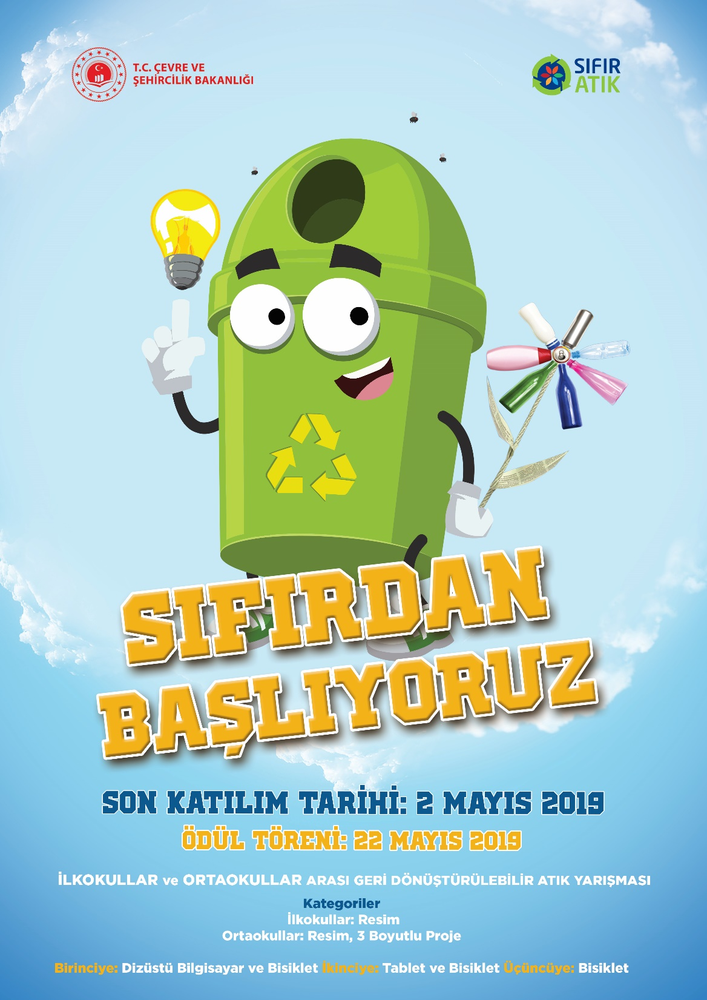 T.C. ÇEVRE VE
ŞEHİRCİLİK BAKANLIĞI
SIFIR
ATIK
SIFIRDAN
BAŞLIYORUZ
SON KATILIM TARİHİ: 2 MAYIS 2019
ÖDÜL TÖRENİ: 22 MAYIS 2019
İLKOKULLAR ve ORTAOKULLAR ARASI GERİ DÖNÜŞTÜRÜLEBİLİR ATIK YARIŞMASI
Kategoriler
İlkokullar: Resim
Ortaokullar: Resim, 3 Boyutlu Proje
Birinciye: Dizüstü Bilgisayar ve Bisiklet İkinciye: Tablet ve Bisiklet Üçüncüye: Bisiklet